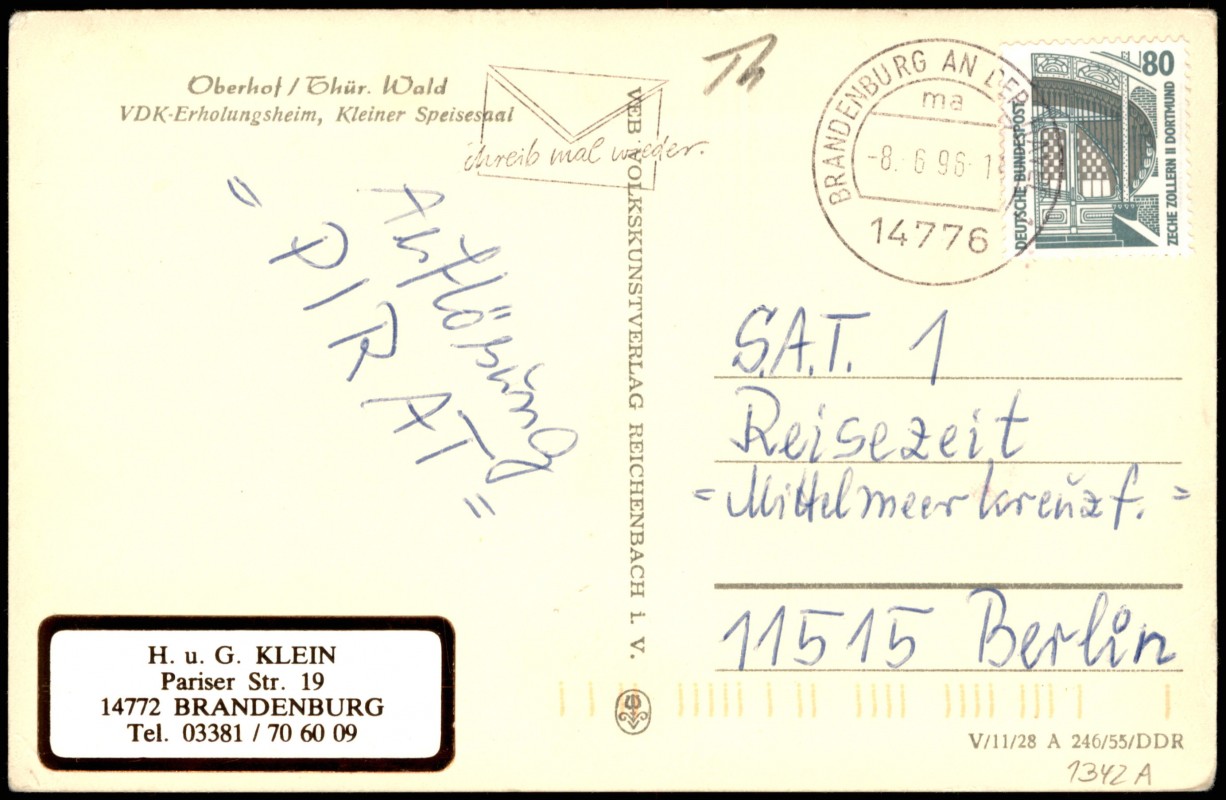 Oberhof / Thür. Wald
VDK-Erholungsheim, Kleiner Speisesaal
Th
Schreib mal wieder.
BRANDENBURG AN DER
ma
-8. 6 96-18
14776
80
DEUTSCHE BUNDESPOST
ZECHE ZOLLERN II DORTMUND
Auflösung
" PIRAT "
VEB VOLKSKUNSTVERLAG REICHENBACH i. V.
S.A.T. 1
Reisezeit
"Mittelmeerkreuzf."
11515 Berlin
H. u. G. KLEIN
Pariser Str. 19
14772 BRANDENBURG
Tel. 03381 / 70 60 09
V/11/28 A 246/55/DDR
1342 A